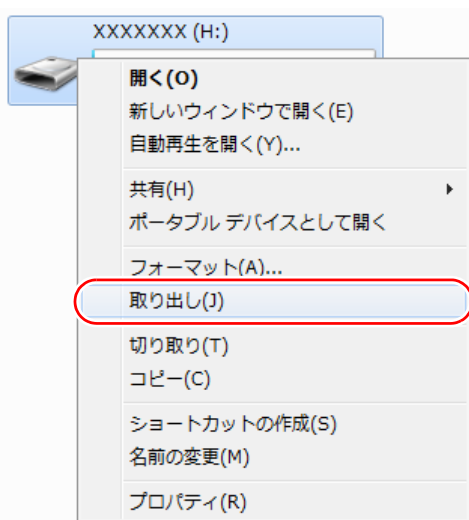 XXXXXXX (H:)
開く(O)
新しいウィンドウで開く(E)
自動再生を開く(Y)...
共有(H)
ポータブル デバイスとして開く
フォーマット(A)...
取り出し(J)
切り取り(T)
コピー(C)
ショートカットの作成(S)
名前の変更(M)
プロパティ(R)